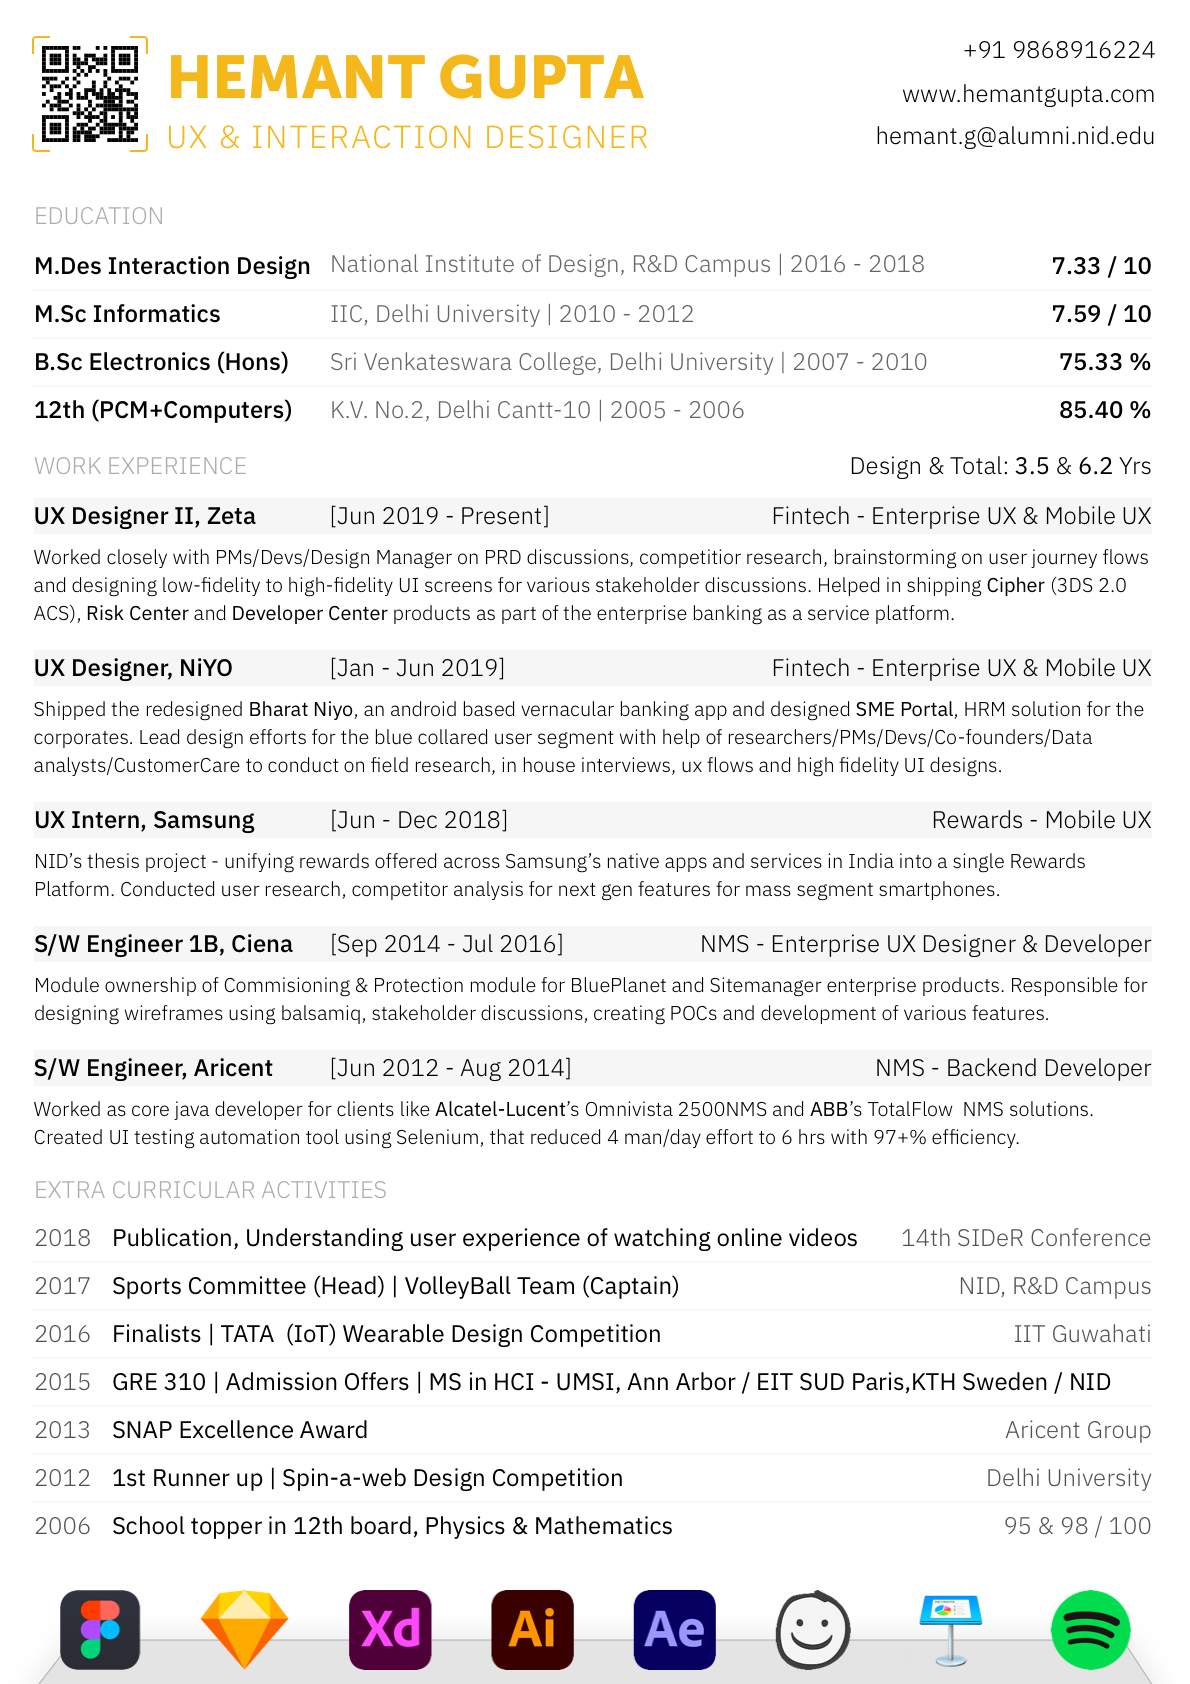 HEMANT GUPTA
UX & INTERACTION DESIGNER
+91 9868916224
www.hemantgupta.com
hemant.g@alumni.nid.edu
EDUCATION
M.Des Interaction Design National Institute of Design, R&D Campus | 2016 - 2018 7.33 / 10
M.Sc Informatics IIC, Delhi University | 2010 - 2012 7.59 / 10
B.Sc Electronics (Hons) Sri Venkateswara College, Delhi University | 2007 - 2010 75.33 %
12th (PCM+Computers) K.V. No.2, Delhi Cantt-10 | 2005 - 2006 85.40 %
WORK EXPERIENCE Design & Total: 3.5 & 6.2 Yrs
UX Designer II, Zeta [Jun 2019 - Present] Fintech - Enterprise UX & Mobile UX
Worked closely with PMs/Devs/Design Manager on PRD discussions, competitior research, brainstorming on user journey flows
and designing low-fidelity to high-fidelity UI screens for various stakeholder discussions. Helped in shipping Cipher (3DS 2.0
ACS), Risk Center and Developer Center products as part of the enterprise banking as a service platform.
UX Designer, NiYO [Jan - Jun 2019] Fintech - Enterprise UX & Mobile UX
Shipped the redesigned Bharat Niyo, an android based vernacular banking app and designed SME Portal, HRM solution for the
corporates. Lead design efforts for the blue collared user segment with help of researchers/PMs/Devs/Co-founders/Data
analysts/CustomerCare to conduct on field research, in house interviews, ux flows and high fidelity UI designs.
UX Intern, Samsung [Jun - Dec 2018] Rewards - Mobile UX
NID’s thesis project - unifying rewards offered across Samsung’s native apps and services in India into a single Rewards
Platform. Conducted user research, competitor analysis for next gen features for mass segment smartphones.
S/W Engineer 1B, Ciena [Sep 2014 - Jul 2016] NMS - Enterprise UX Designer & Developer
Module ownership of Commisioning & Protection module for BluePlanet and Sitemanager enterprise products. Responsible for
designing wireframes using balsamiq, stakeholder discussions, creating POCs and development of various features.
S/W Engineer, Aricent [Jun 2012 - Aug 2014] NMS - Backend Developer
Worked as core java developer for clients like Alcatel-Lucent’s Omnivista 2500NMS and ABB’s TotalFlow NMS solutions.
Created UI testing automation tool using Selenium, that reduced 4 man/day effort to 6 hrs with 97+% efficiency.
EXTRA CURRICULAR ACTIVITIES
2018 Publication, Understanding user experience of watching online videos 14th SIDeR Conference
2017 Sports Committee (Head) | VolleyBall Team (Captain) NID, R&D Campus
2016 Finalists | TATA (IoT) Wearable Design Competition IIT Guwahati
2015 GRE 310 | Admission Offers | MS in HCI - UMSI, Ann Arbor / EIT SUD Paris,KTH Sweden / NID
2013 SNAP Excellence Award Aricent Group
2012 1st Runner up | Spin-a-web Design Competition Delhi University
2006 School topper in 12th board, Physics & Mathematics 95 & 98 / 100
Xd Ai Ae